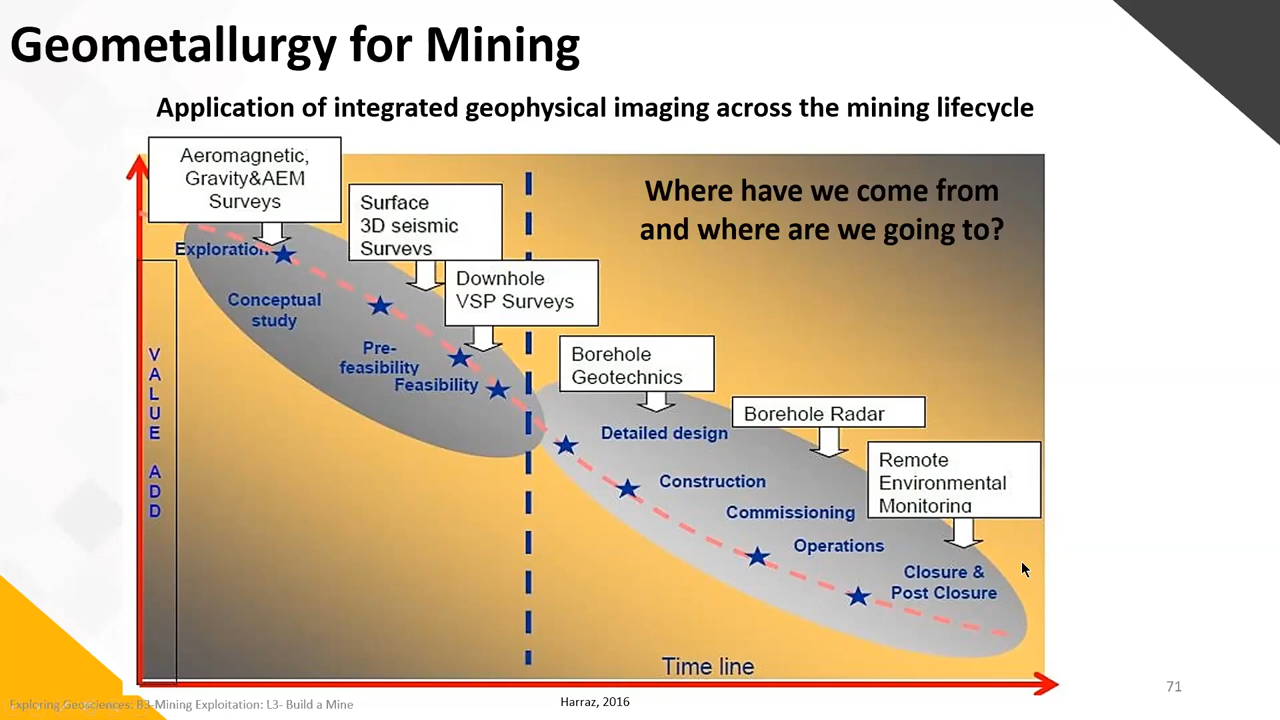 Geometallurgy for Mining
Application of integrated geophysical imaging across the mining lifecycle
Aeromagnetic,
Gravity&AEM
Surveys
Surface
3D seismic
Surveys
Downhole
VSP Surveys
Where have we come from
and where are we going to?
Exploration
Conceptual
study
Pre-
feasibility
Feasibility
Borehole
Geotechnics
Borehole Radar
Remote
Environmental
Monitoring
Detailed design
Construction
Commissioning
Operations
Closure &
Post Closure
VALUE ADD
Time line
71
Exploring Geosciences: B3-Mining Exploitation: L3- Build a Mine
Harraz, 2016